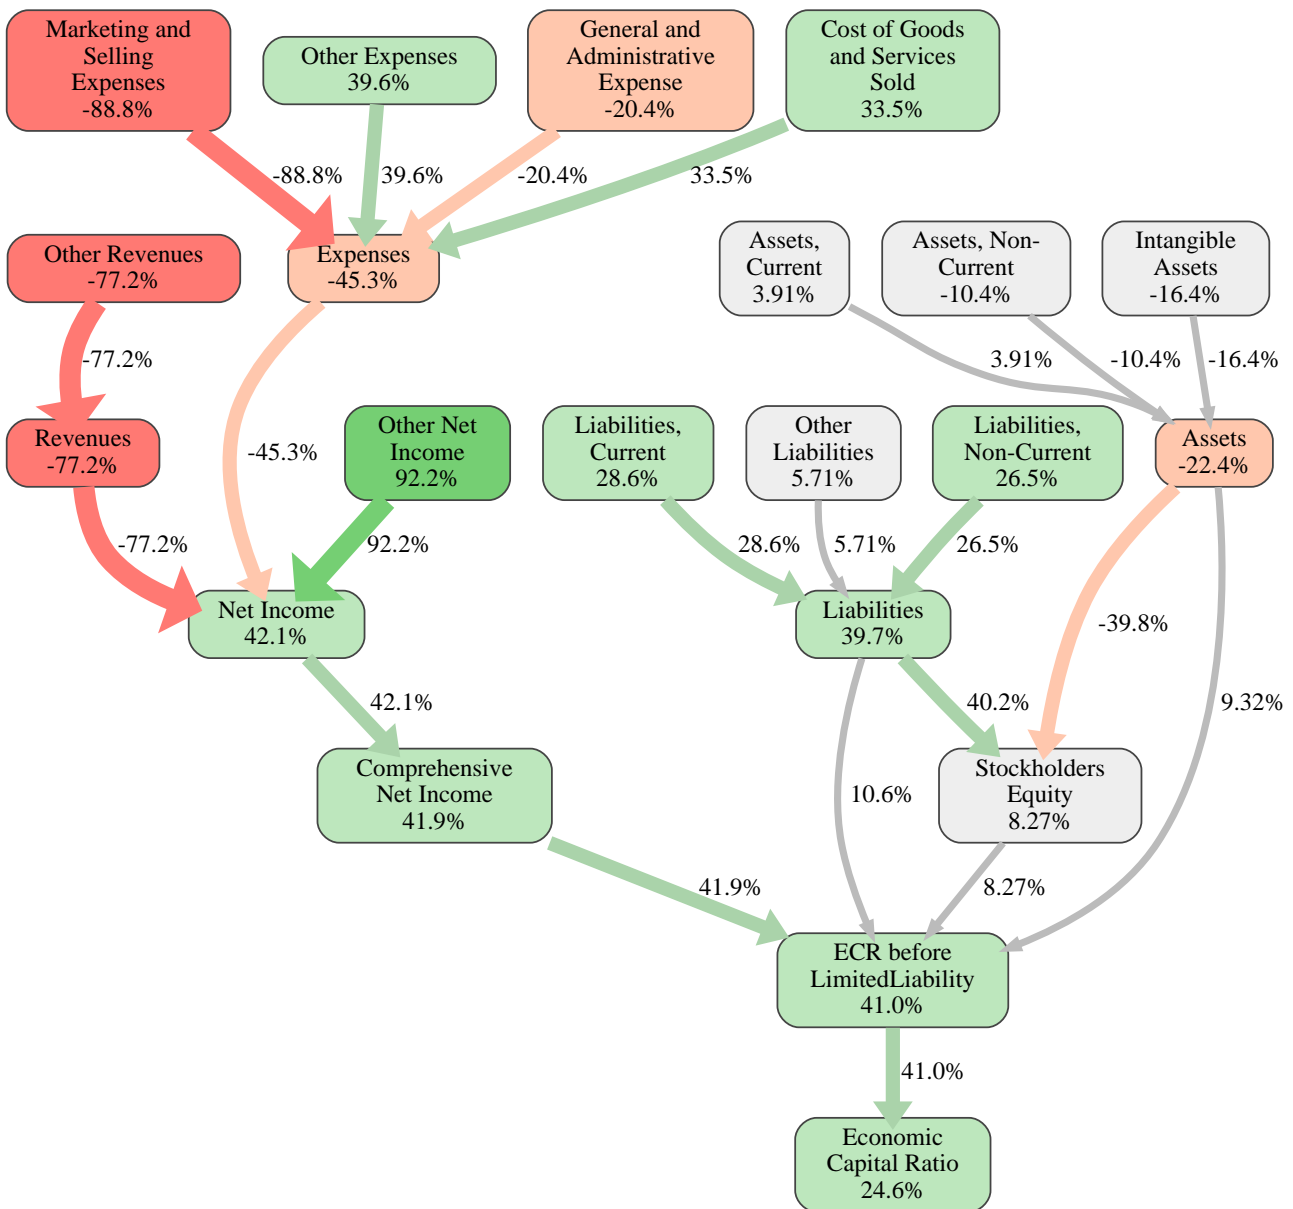 Marketing and
Selling
Expenses
-88.8%
Other Expenses
39.6%
General and
Administrative
Expense
-20.4%
Cost of Goods
and Services
Sold
33.5%
-88.8%
39.6%
-20.4%
33.5%
Other Revenues
-77.2%
Expenses
-45.3%
Assets,
Current
3.91%
Assets, Non-
Current
-10.4%
Intangible
Assets
-16.4%
-77.2%
3.91%
-10.4%
-16.4%
Revenues
-77.2%
-45.3%
Other Net
Income
92.2%
Liabilities,
Current
28.6%
Other
Liabilities
5.71%
Liabilities,
Non-Current
26.5%
Assets
-22.4%
-77.2%
92.2%
28.6%
5.71%
26.5%
Net Income
42.1%
Liabilities
39.7%
-39.8%
42.1%
40.2%
9.32%
Comprehensive
Net Income
41.9%
10.6%
Stockholders
Equity
8.27%
41.9%
8.27%
ECR before
LimitedLiability
41.0%
41.0%
Economic
Capital Ratio
24.6%